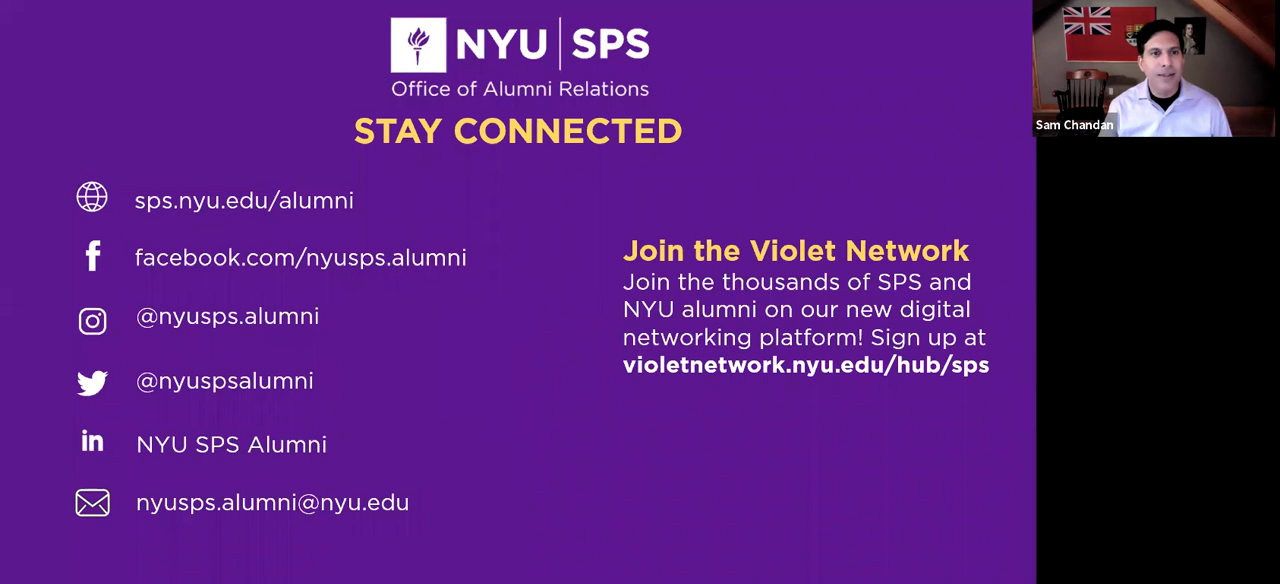 NYU SPS
Office of Alumni Relations
STAY CONNECTED
sps.nyu.edu/alumni
facebook.com/nyusps.alumni
@nyusps.alumni
@nyuspsalumni
in NYU SPS Alumni
nyusps.alumni@nyu.edu
Join the Violet Network
Join the thousands of SPS and
NYU alumni on our new digital
networking platform! Sign up at
violetnetwork.nyu.edu/hub/sps
Sam Chandan